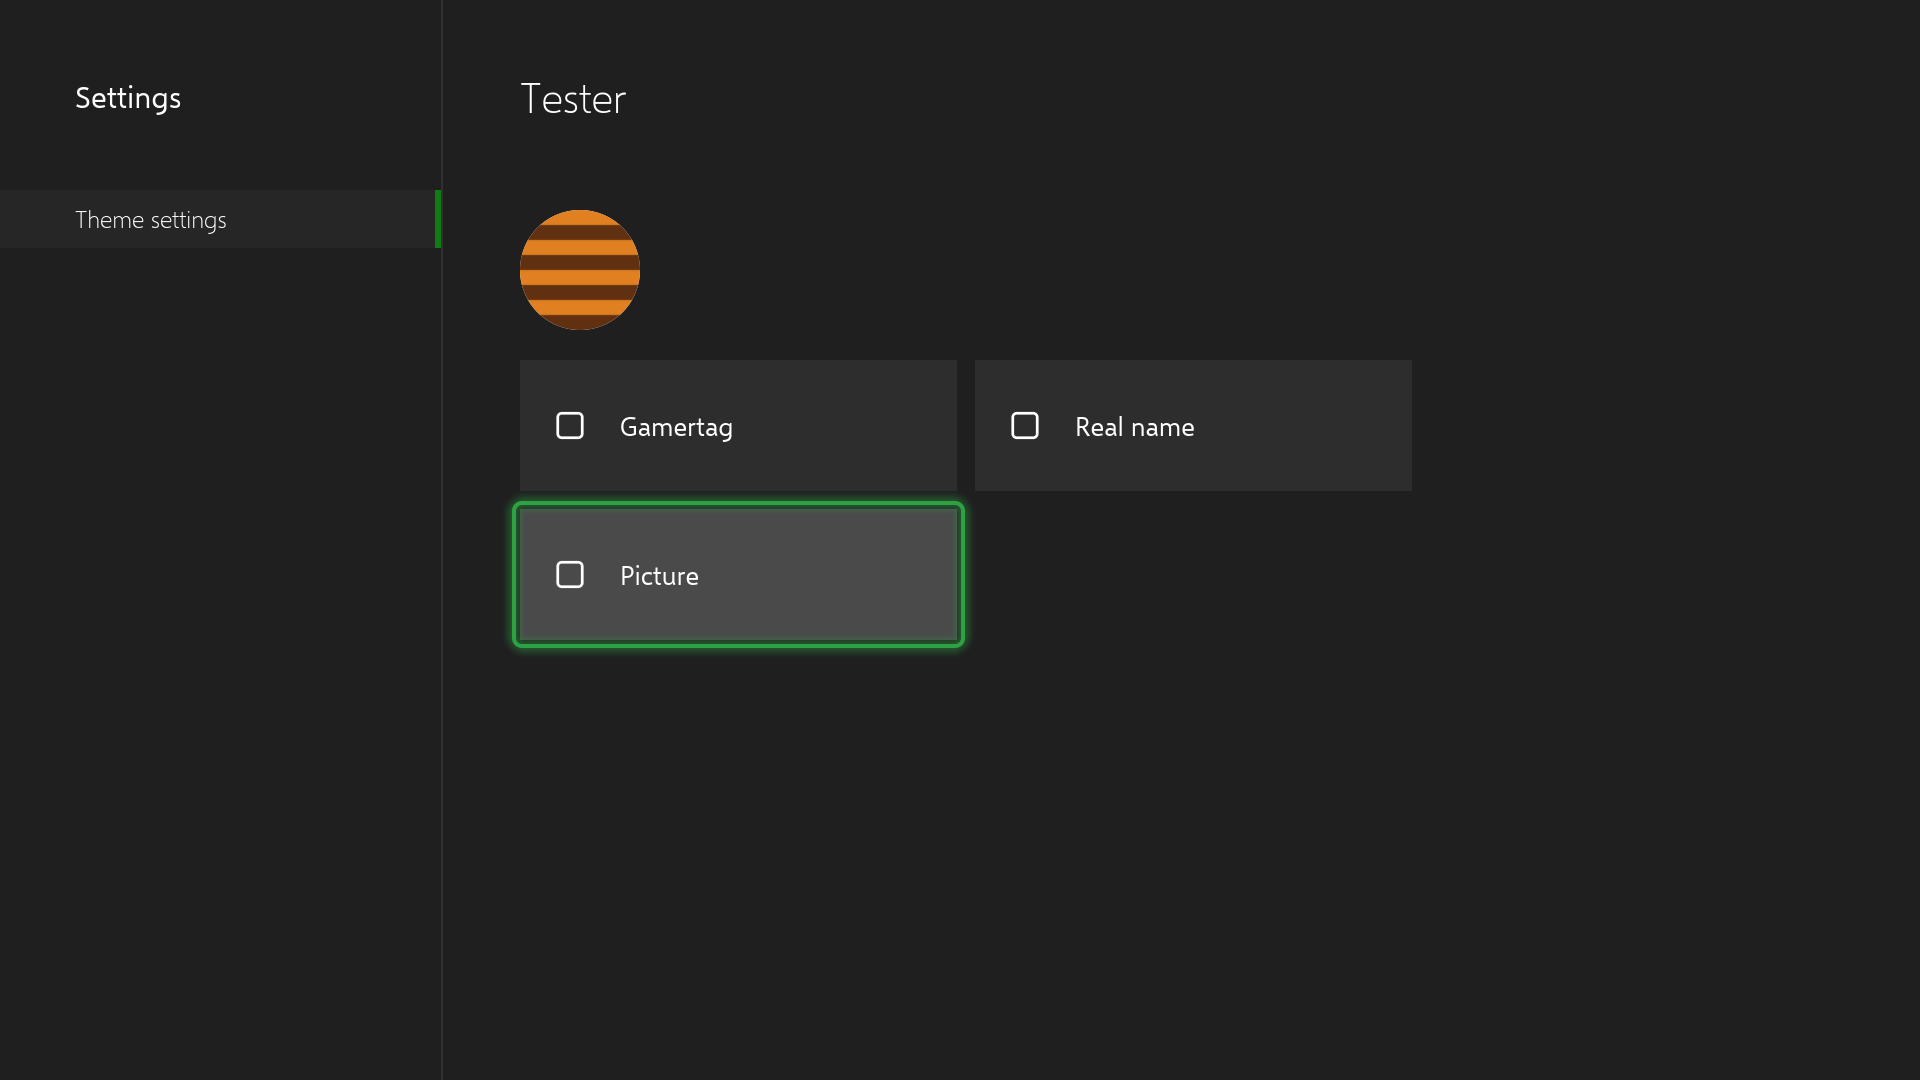 Settings
Tester
Theme settings
Gamertag
Real name
Picture